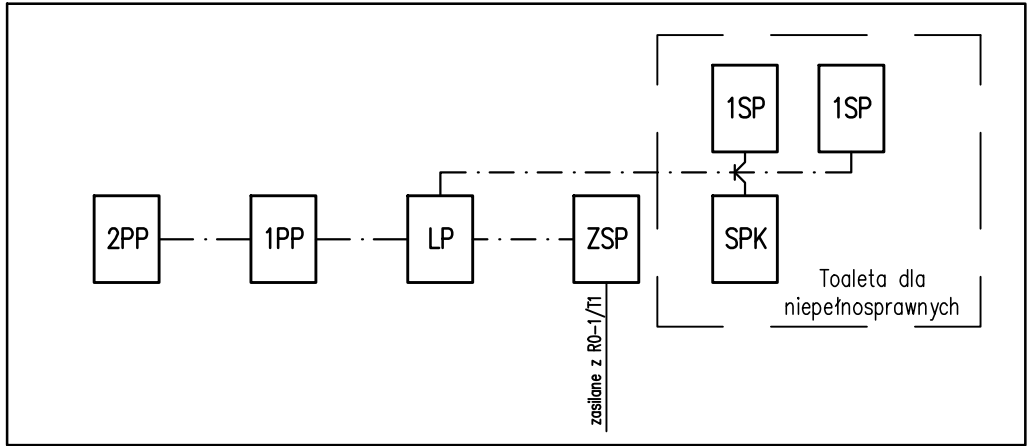 1SP
1SP
2PP
1PP
LP
ZSP
SPK
Toaleta dla
niepełnosprawnych
zasilane z RO-1/T1